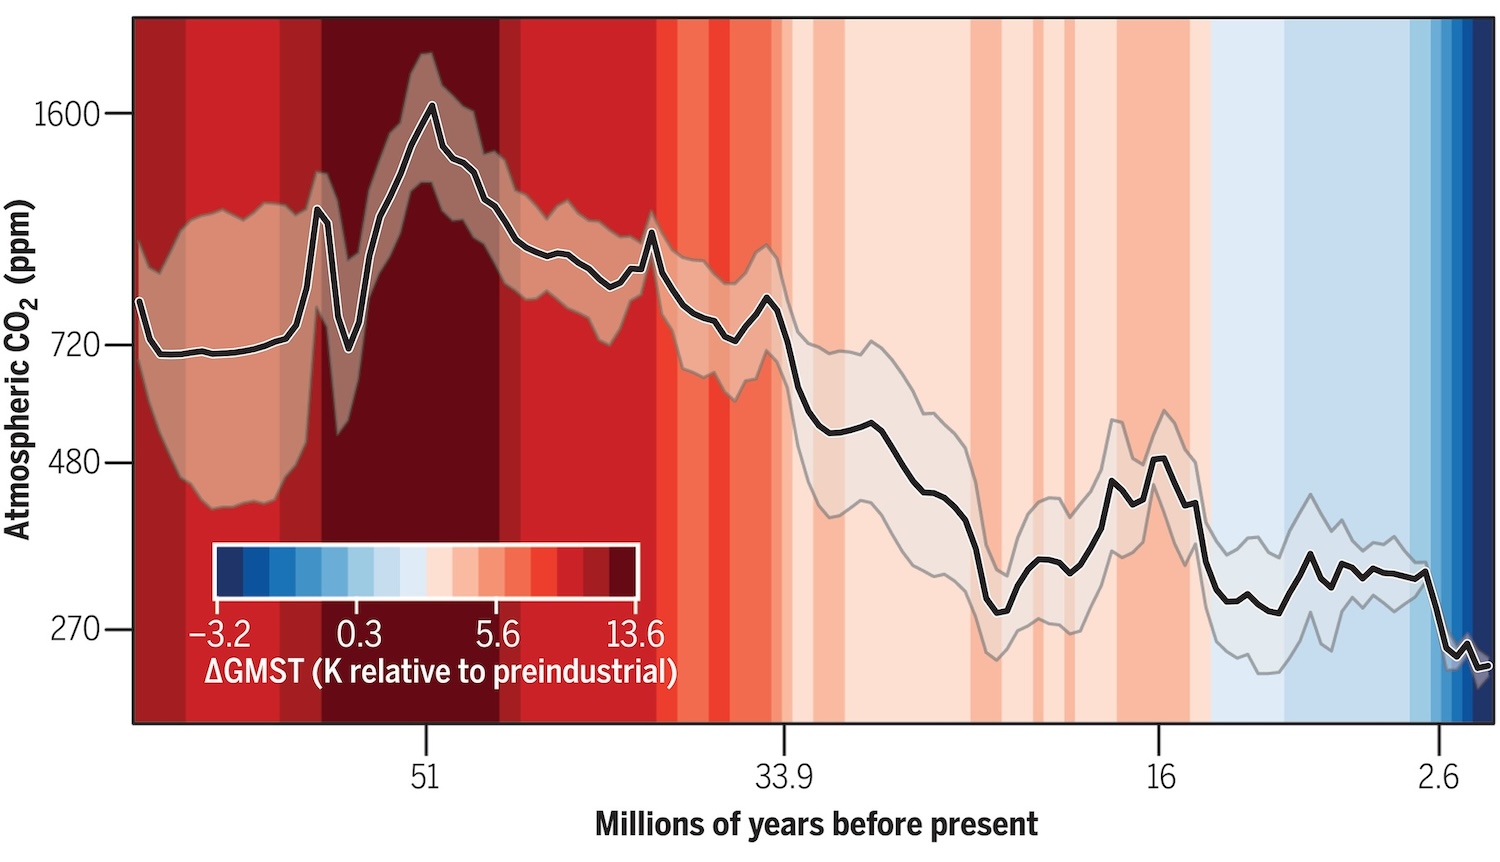 1600
720
480
270
Atmospheric CO₂ (ppm)
−3.2 0.3 5.6 13.6
ΔGMST (K relative to preindustrial)
51 33.9 16 2.6
Millions of years before present